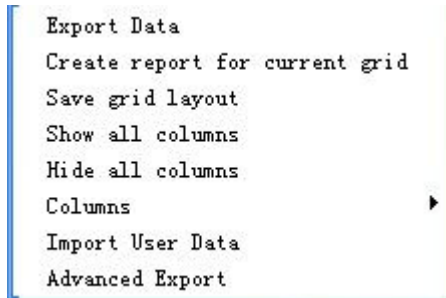 Export Data
Create report for current grid
Save grid layout
Show all columns
Hide all columns
Columns
Import User Data
Advanced Export